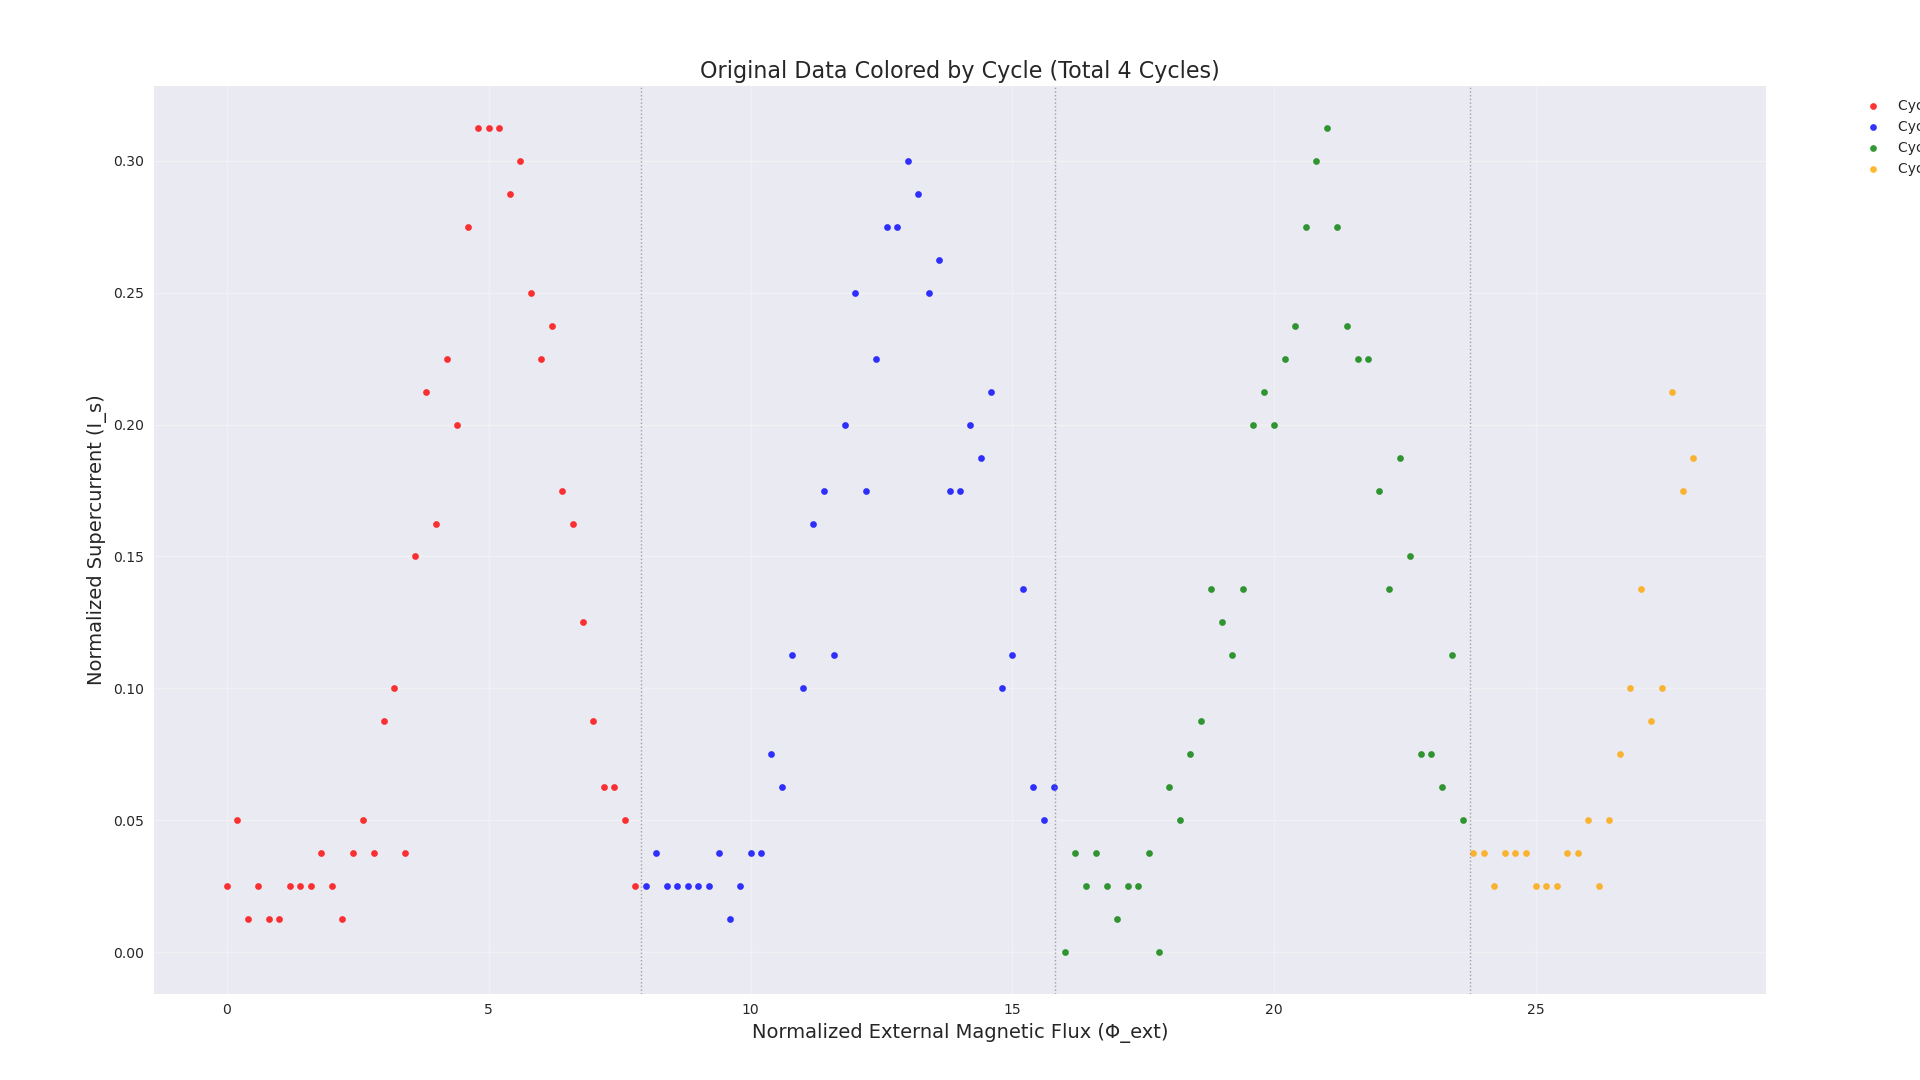 Original Data Colored by Cycle (Total 4 Cycles)
Cyc
Cyc
Cyc
Cyc
0.30
0.25
0.20
0.15
0.10
0.05
0.00
Normalized Supercurrent (I_s)
0 5 10 15 20 25
Normalized External Magnetic Flux (Φ_ext)